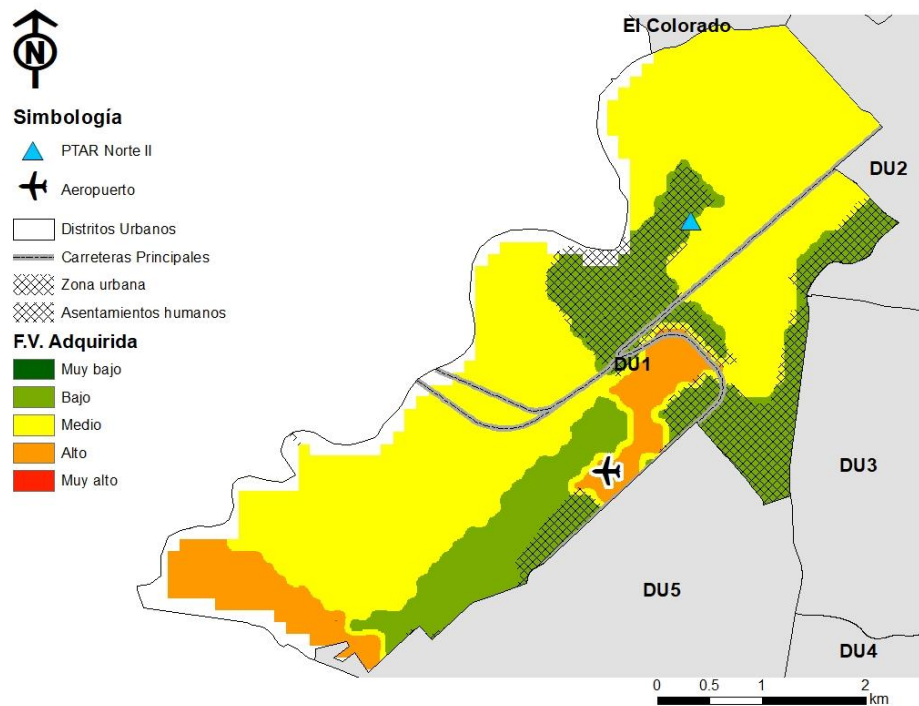 N
El Colorado
Simbología
PTAR Norte II
Aeropuerto
Distritos Urbanos
Carreteras Principales
Zona urbana
Asentamientos humanos
F.V. Adquirida
Muy bajo
Bajo
Medio
Alto
Muy alto
DU2
DU1
DU3
DU5
DU4
0 0.5 1 2
km